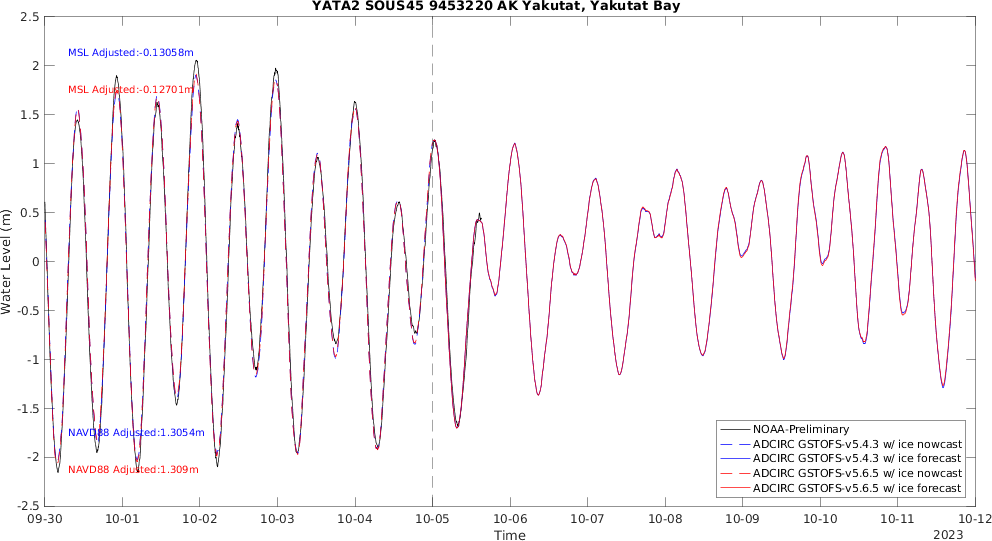 YATA2 SOUS45 9453220 AK Yakutat, Yakutat Bay
2.5
2
1.5
1
0.5
0
-0.5
-1
-1.5
-2
-2.5
Water Level (m)
MSL Adjusted:-0.13058m
MSL Adjusted:-0.12701m
NAVD88 Adjusted:1.3054m
NAVD88 Adjusted:1.309m
NOAA-Preliminary
ADCIRC GSTOFS-v5.4.3 w/ ice nowcast
ADCIRC GSTOFS-v5.4.3 w/ ice forecast
ADCIRC GSTOFS-v5.6.5 w/ ice nowcast
ADCIRC GSTOFS-v5.6.5 w/ ice forecast
09-30 10-01 10-02 10-03 10-04 10-05 10-06 10-07 10-08 10-09 10-10 10-11 10-12
Time
2023